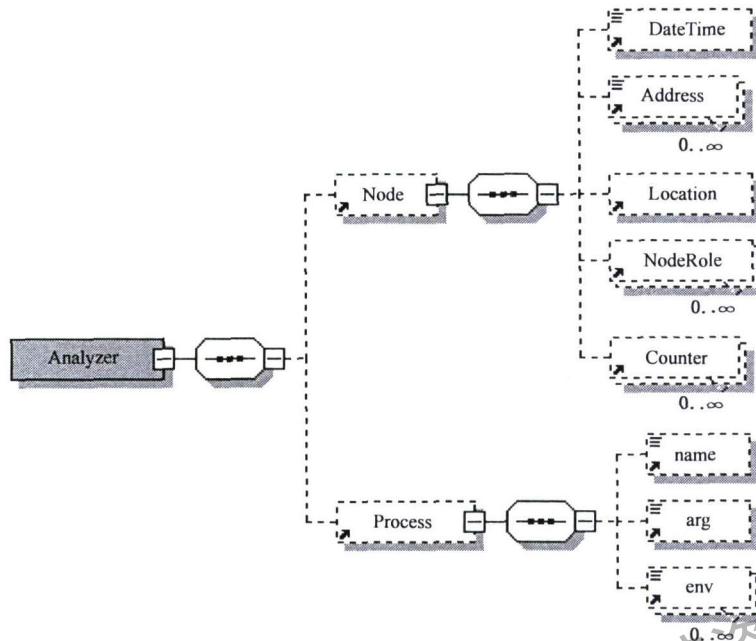 DateTime
Address
0..∞
Node
Location
NodeRole
0..∞
Analyzer
Counter
0..∞
name
Process
arg
env
0..∞